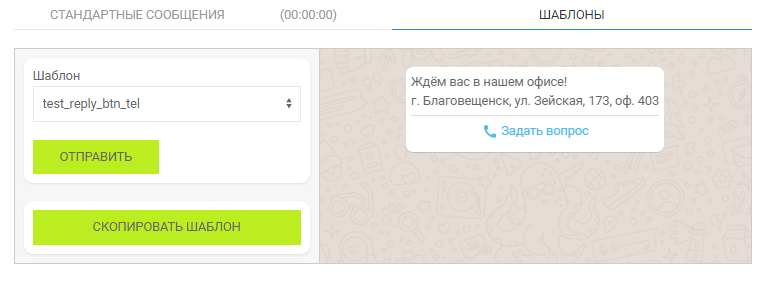 СТАНДАРТНЫЕ СООБЩЕНИЯ (00:00:00) ШАБЛОНЫ
Шаблон
test_reply_btn_tel
ОТПРАВИТЬ
СКОПИРОВАТЬ ШАБЛОН
Ждём вас в нашем офисе!
г. Благовещенск, ул. Зейская, 173, оф. 403
Задать вопрос